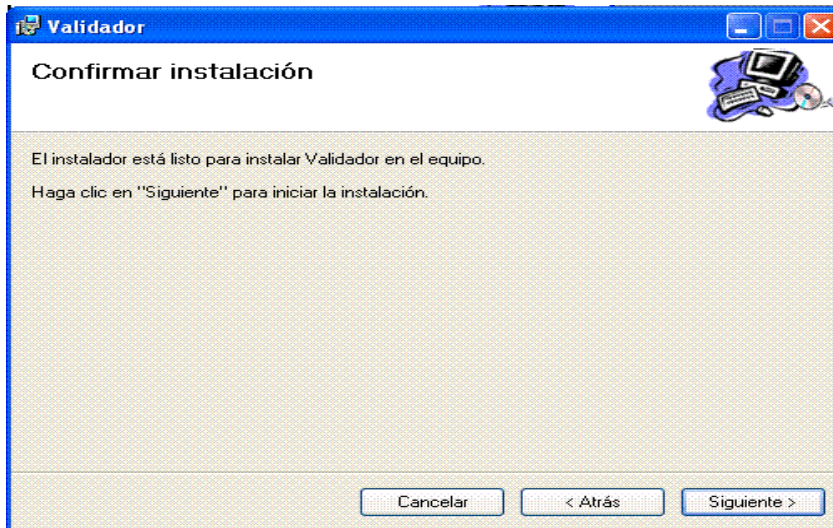 Validador
Confirmar instalación
El instalador está listo para instalar Validador en el equipo.
Haga clic en "Siguiente" para iniciar la instalación.
Cancelar
< Atrás
Siguiente >